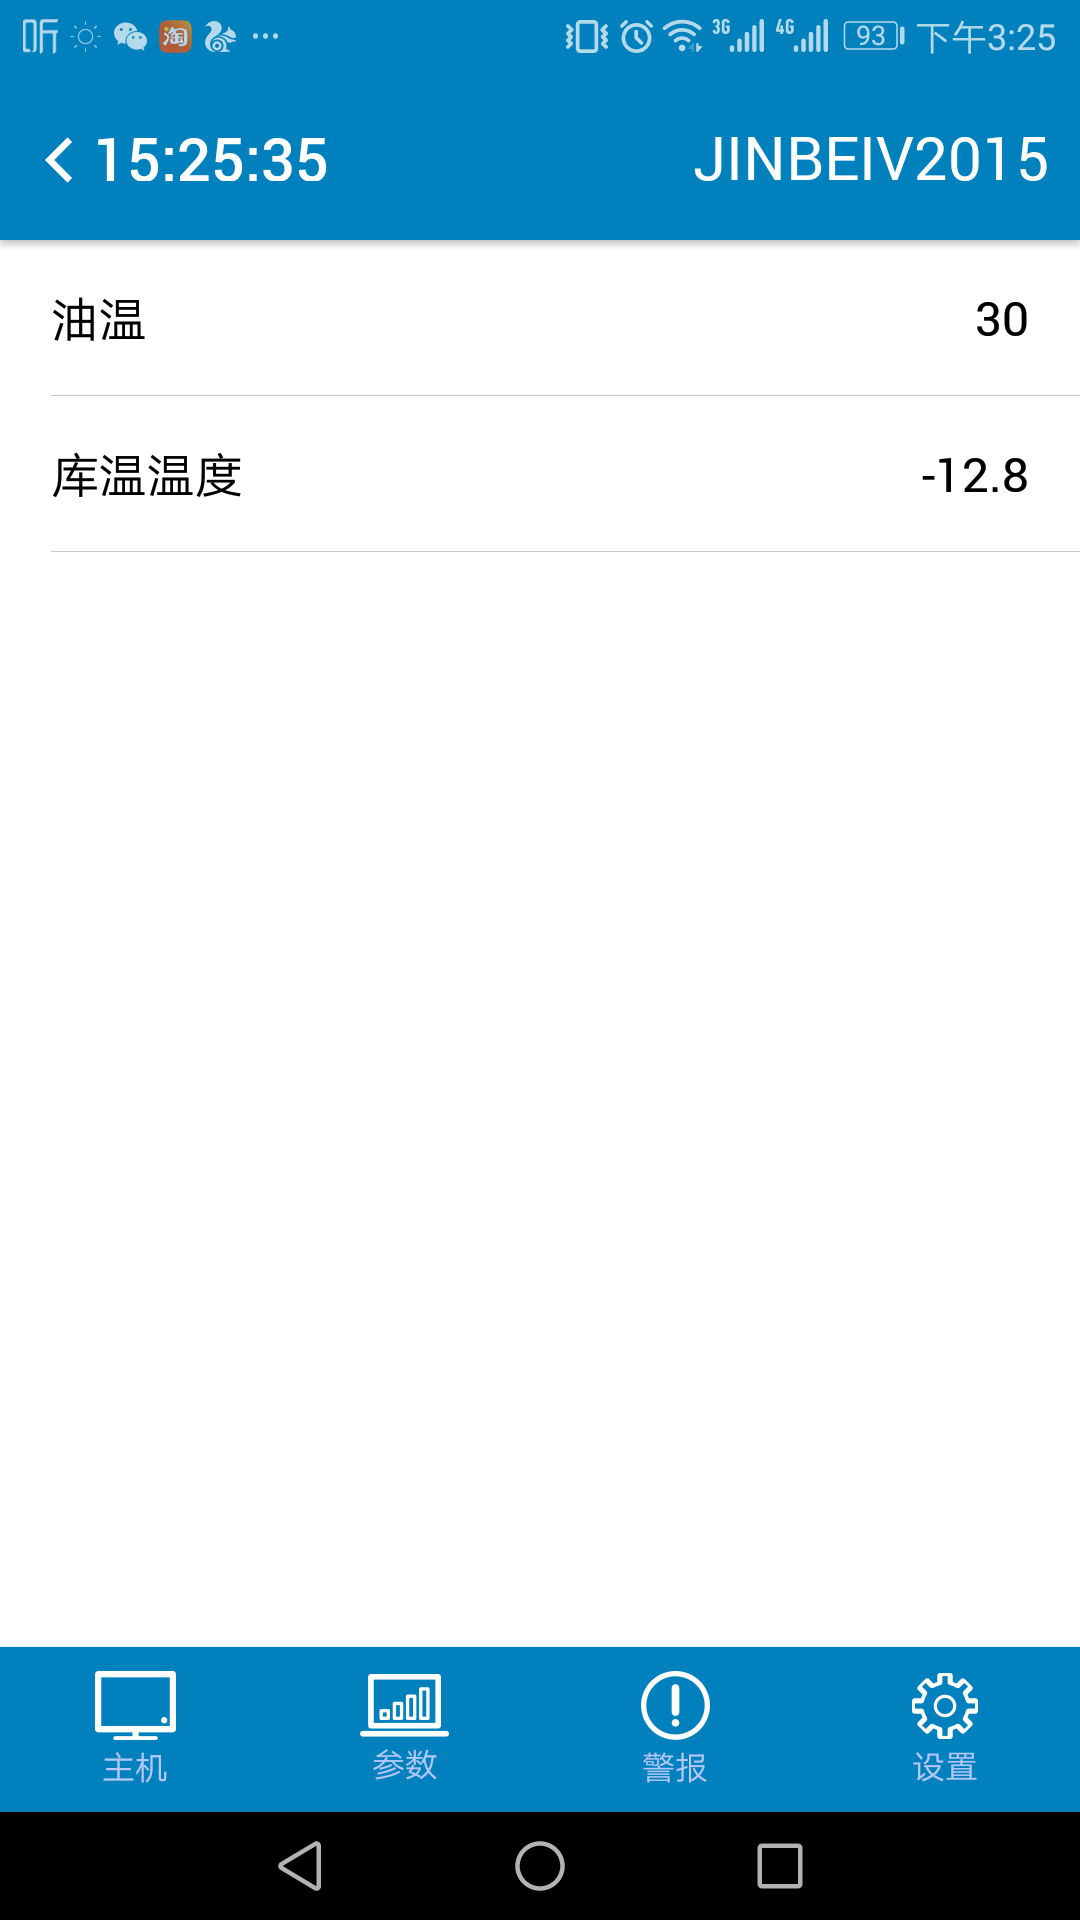 听 淘 3G 4G 93 下午3:25
15:25:35 JINBEIV2015
油温 30
库温温度 -12.8
主机 参数 警报 设置